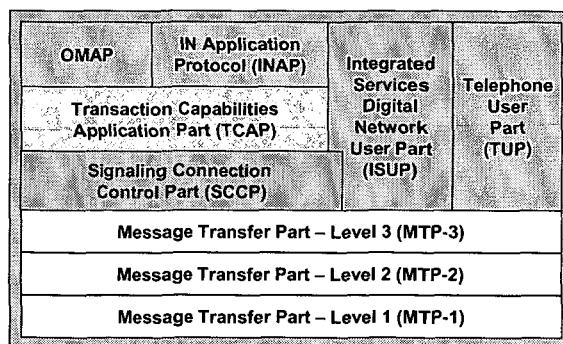 OMAP
IN Application
Protocol (INAP)
Integrated
Services
Digital
Network
User Part
(ISUP)
Telephone
User
Part
(TUP)
Transaction Capabilities
Application Part (TCAP)
Signaling Connection
Control Part (SCCP)
Message Transfer Part – Level 3 (MTP-3)
Message Transfer Part – Level 2 (MTP-2)
Message Transfer Part – Level 1 (MTP-1)